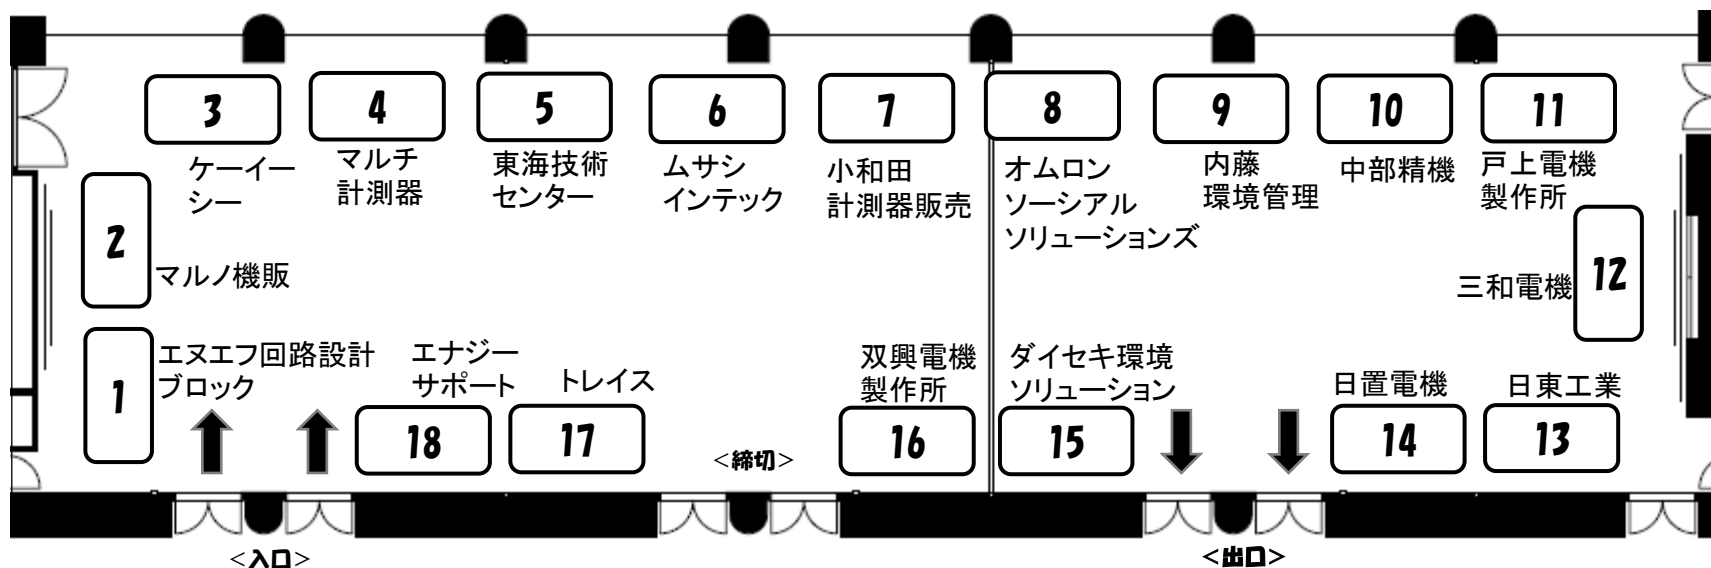 3
ケーイー
シー
4
マルチ
計測器
5
東海技術
センター
6
ムサシ
インテック
7
小和田
計測器販売
8
オムロン
ソーシアル
ソリューションズ
9
内藤
環境管理
10
中部精機
11
戸上電機
製作所
2
マルノ機販
三和電機
12
1
エヌエフ回路設計
ブロック
エナジー
サポート
18
トレイス
17
<締切>
双興電機
製作所
16
ダイセキ環境
ソリューション
15
日置電機
14
日東工業
13
<入口>
<出口>